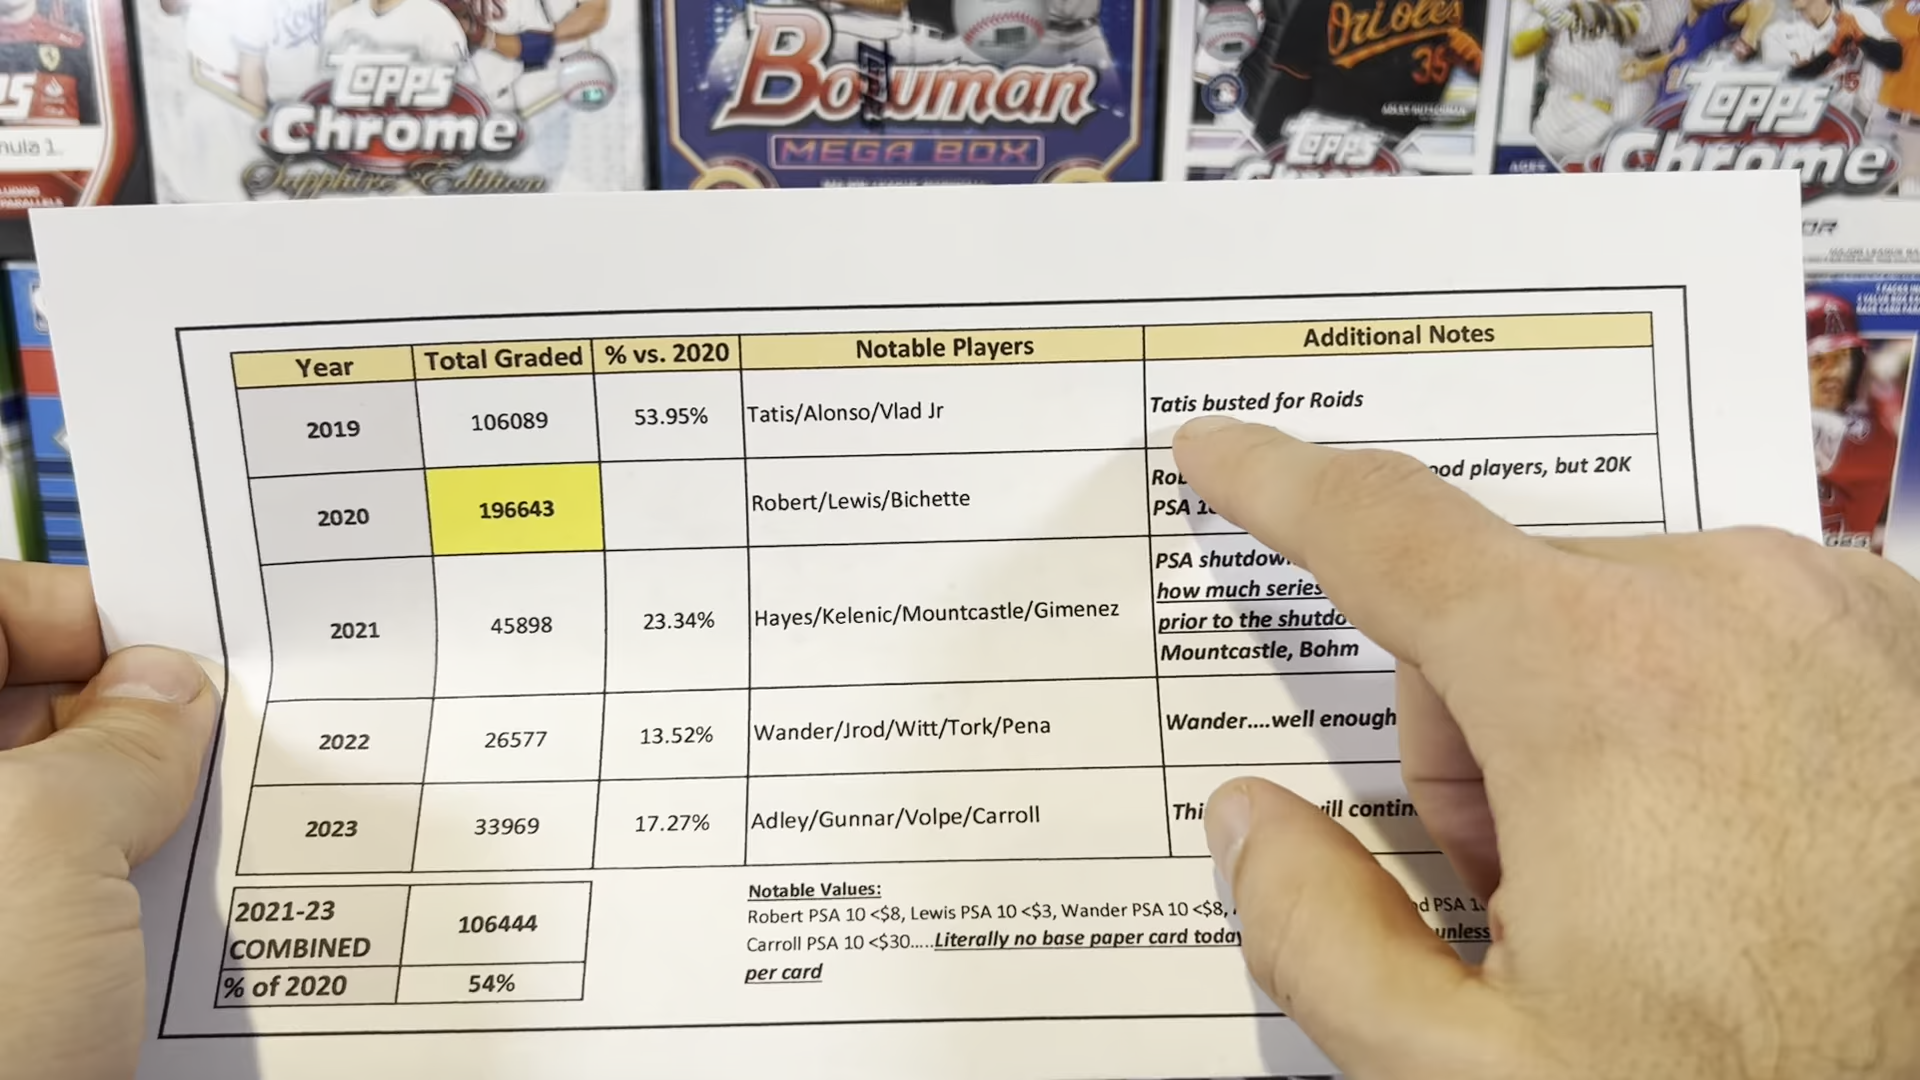 Orioles
35
Topps
Chrome
Sapphire Edition
Bowman
MEGA BOX
Topps
Topps
Chrome
Formula 1
Year Total Graded % vs. 2020 Notable Players Additional Notes
2019 106089 53.95% Tatis/Alonso/Vlad Jr Tatis busted for Roids
2020 196643 Robert/Lewis/Bichette
players, but 20K
PSA
2021 45898 23.34% Hayes/Kelenic/Mountcastle/Gimenez
PSA
how much series
prior to the
Mountcastle, Bohm
2022 26577 13.52% Wander/Jrod/Witt/Tork/Pena Wander....well enough
2023 33969 17.27% Adley/Gunnar/Volpe/Carroll
2021-23
COMBINED
106444
% of 2020 54%
Notable Values:
Robert PSA 10 <$8, Lewis PSA 10 <$3, Wander PSA 10 <$8, PSA
Carroll PSA 10 <$30.....Literally no base paper card today unless
per card